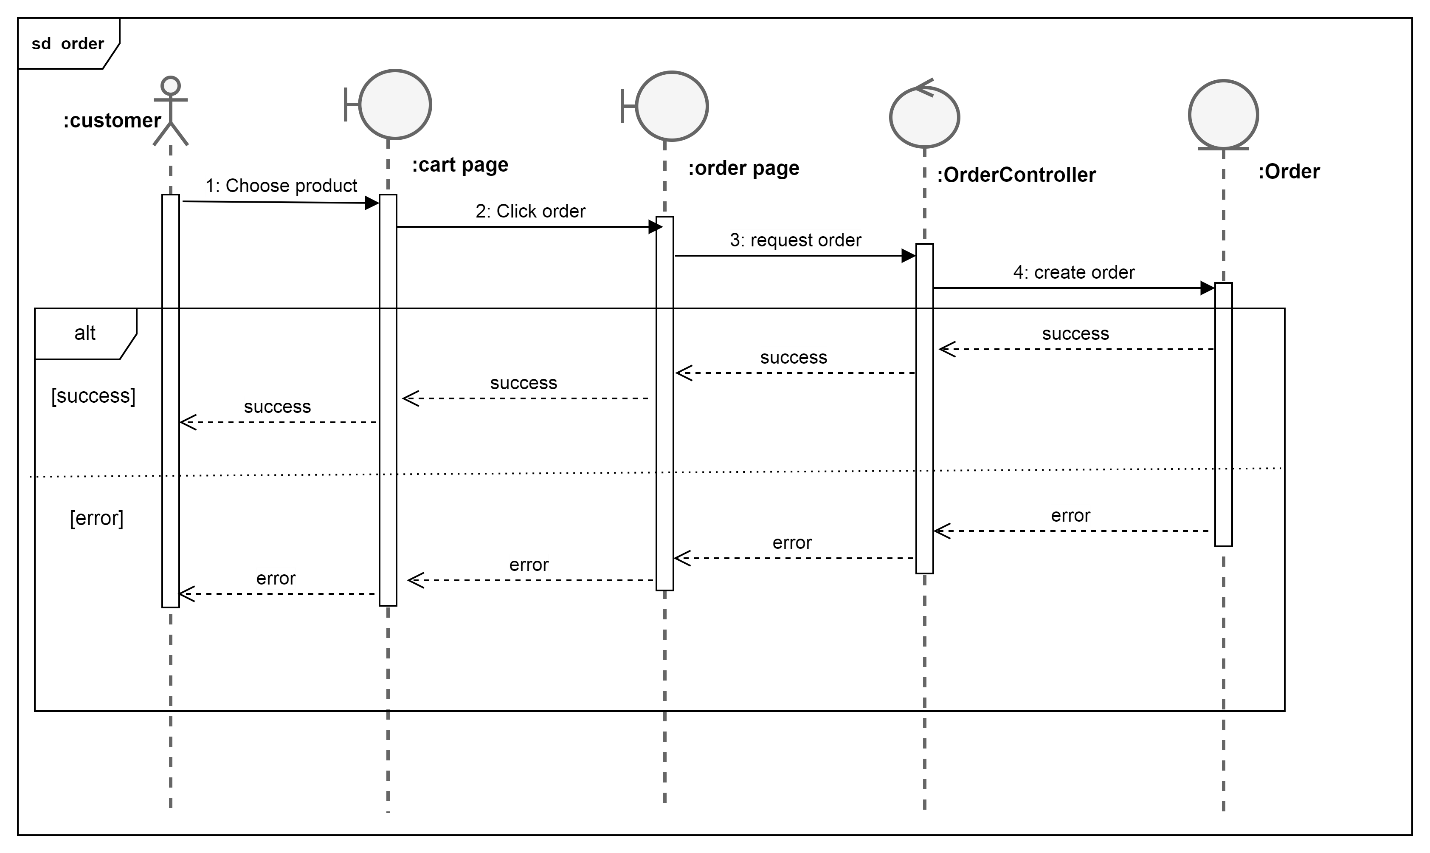 sd order
:customer
:cart page
:order page
:OrderController
:Order
1: Choose product
2: Click order
3: request order
4: create order
alt
success
success
success
[success]
success
[error]
error
error
error
error